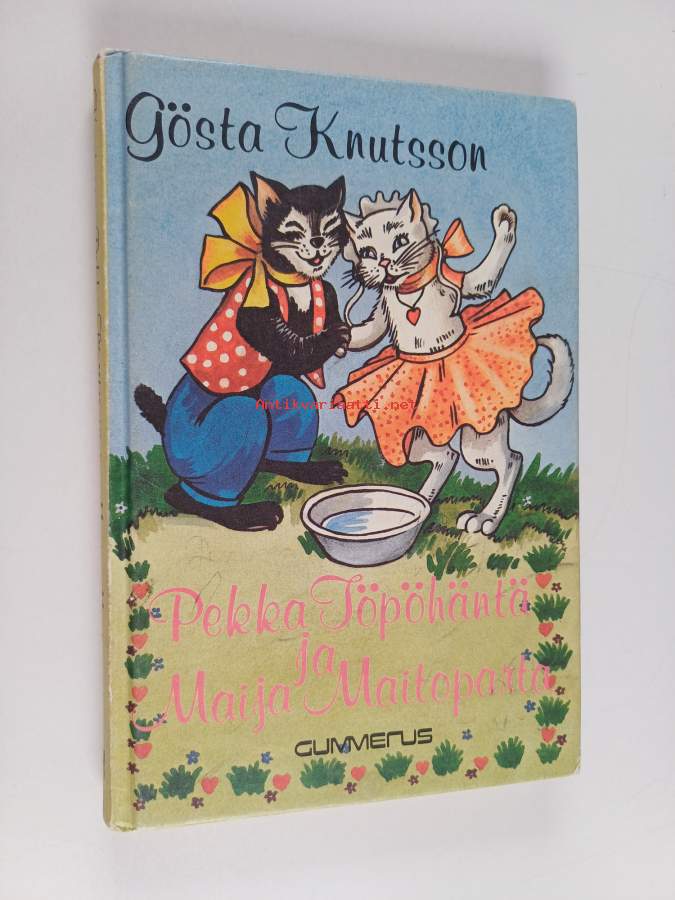 Gösta Knutsson
Antikvariaatti.net
Pekka Töpöhäntä
ja
Maija Maitoparta
GUMMERUS